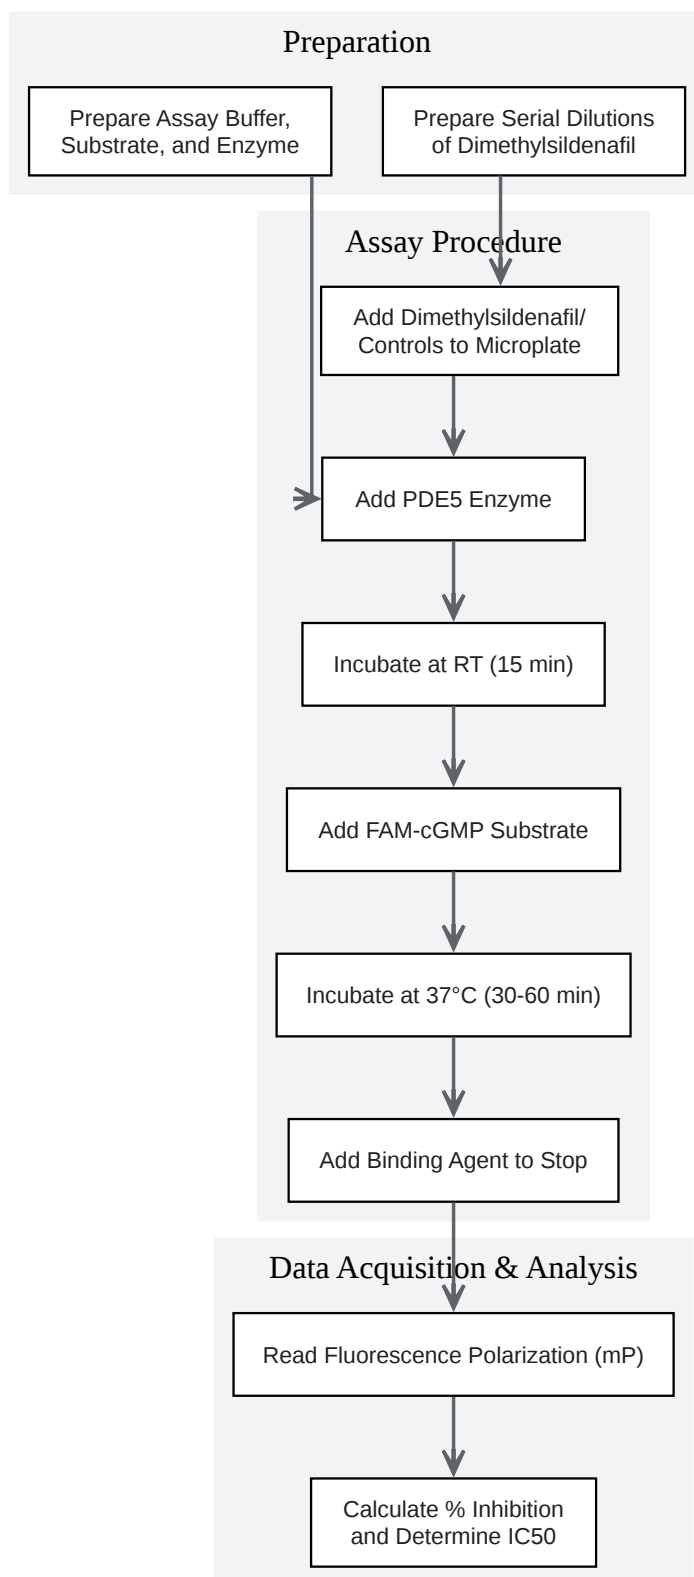 Preparation
Prepare Assay Buffer,
Substrate, and Enzyme
Prepare Serial Dilutions
of Dimethylsildenafil
Assay Procedure
Add Dimethylsildenafil/
Controls to Microplate
Add PDE5 Enzyme
Incubate at RT (15 min)
Add FAM-cGMP Substrate
Incubate at 37°C (30-60 min)
Add Binding Agent to Stop
Data Acquisition & Analysis
Read Fluorescence Polarization (mP)
Calculate % Inhibition
and Determine IC50